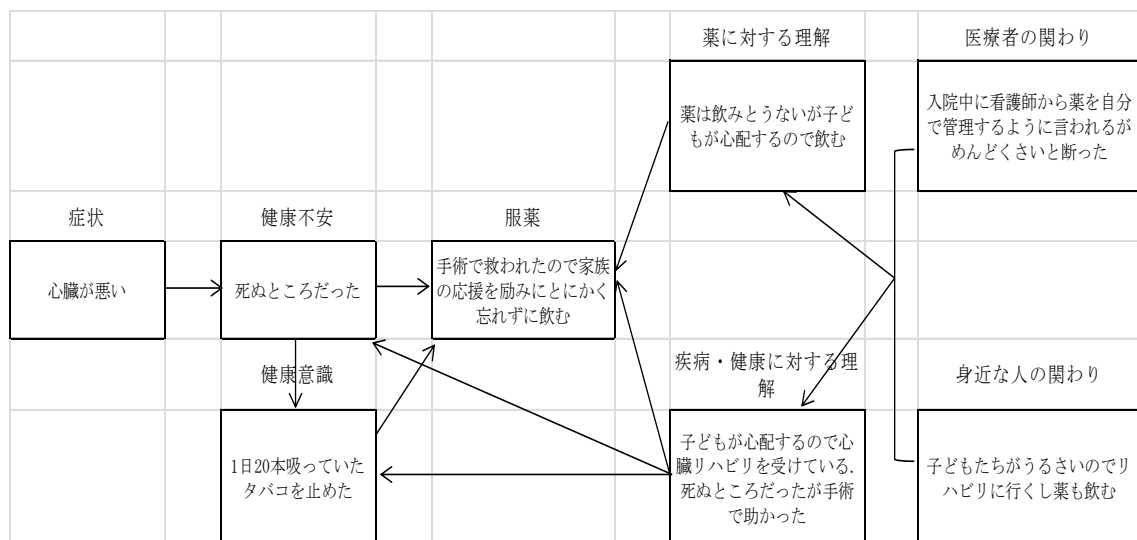 薬に対する理解
医療者の関わり
薬は飲みとうないが子ど
もが心配するので飲む
入院中に看護師から薬を自分
で管理するように言われるが
めんどくさいと断った
症状
健康不安
服薬
心臓が悪い
死ぬところだった
手術で救われたので家族
の応援を励みにとにかく
忘れずに飲む
健康意識
疾病・健康に対する理
解
身近な人の関わり
1日20本吸っていた
タバコを止めた
子どもが心配するので心
臓リハビリを受けている.
死ぬところだったが手術
で助かった
子どもたちがうるさいのでリ
ハビリに行くし薬も飲む